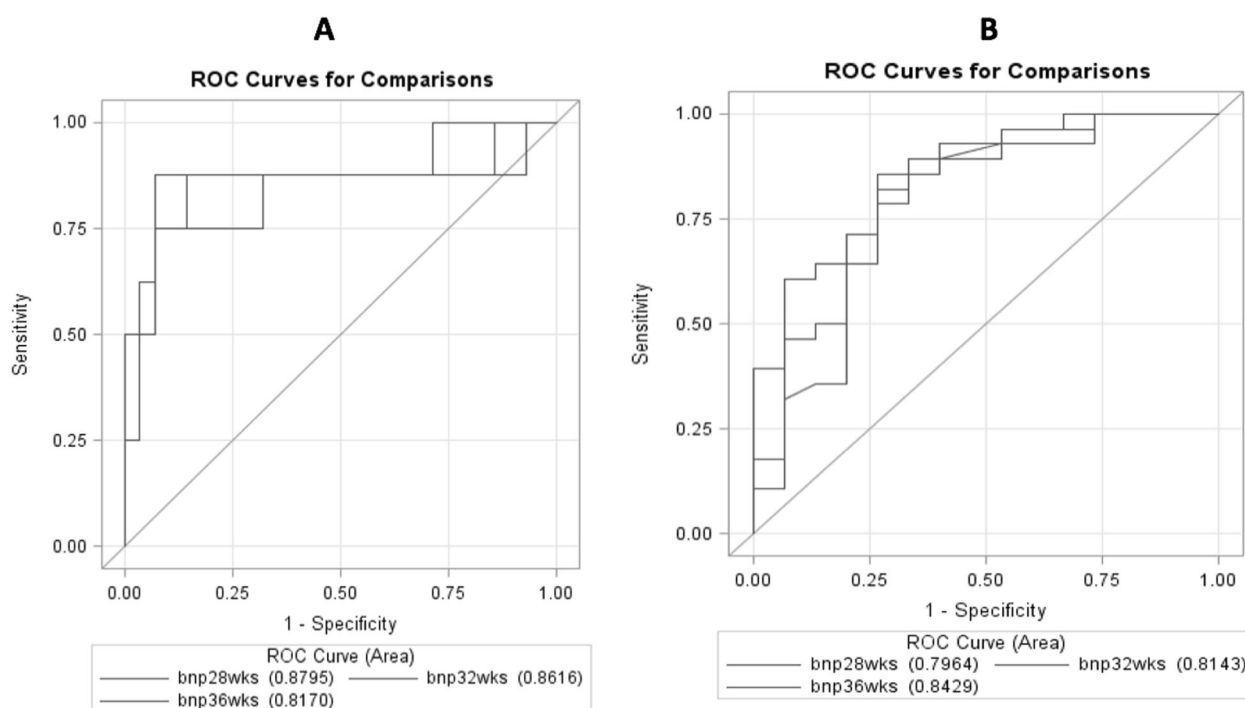 A
ROC Curves for Comparisons
1.00
0.75
0.50
0.25
0.00
Sensitivity
0.00 0.25 0.50 0.75 1.00
1 - Specificity
ROC Curve (Area)
bnp28wks (0.8795) bnp32wks (0.8616)
bnp36wks (0.8170)
B
ROC Curves for Comparisons
1.00
0.75
0.50
0.25
0.00
Sensitivity
0.00 0.25 0.50 0.75 1.00
1 - Specificity
ROC Curve (Area)
bnp28wks (0.7964) bnp32wks (0.8143)
bnp36wks (0.8429)